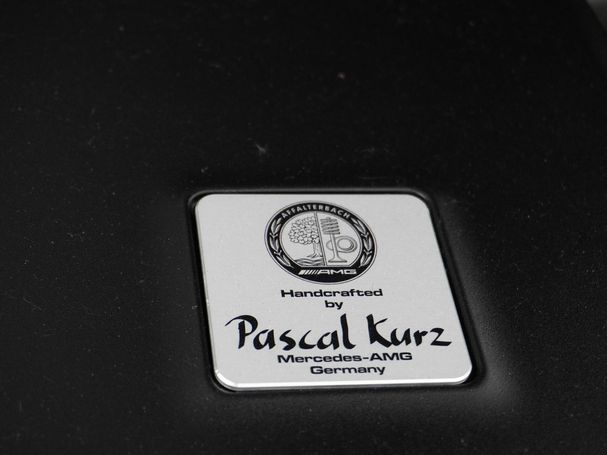 AFFALTERBACH
AMG
Handcrafted
by
Pascal Kurz
Mercedes-AMG
Germany